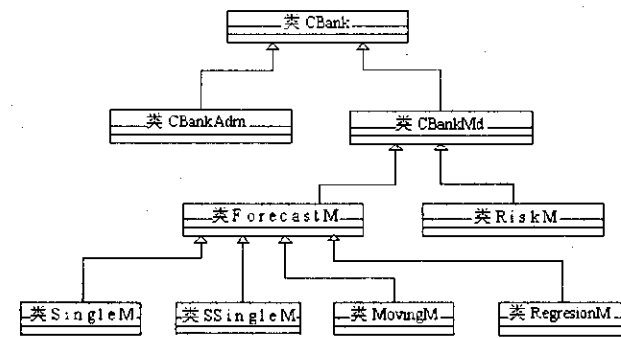 类 CBank
类 CBankAdm
类 CBankMd
类 ForecastM
类 RiskM
类 SingleM
类 SSingleM
类 MovingM
类 RegresionM